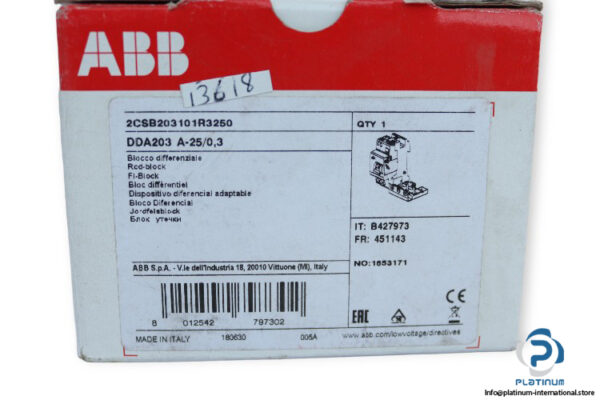 ABB
13618
2CSB203101R3250
QTY 1
DDA203 A-25/0,3
Blocco differenziale
Rcd-block
FI-Block
Bloc différentiel
Dispositivo diferencial adaptable
Bloco Diferencial
Jordfelsblock
Блок утечки
IT: B427973
FR: 451143
NO:1653171
ABB S.p.A. - V.le dell'Industria 18, 20010 Vittuone (MI), Italy
8 012542 797302
EAC
CE
MADE IN ITALY 180630 005A
www.abb.com/lowvoltage/directives
PLATINUM
Info@platinum-international.store